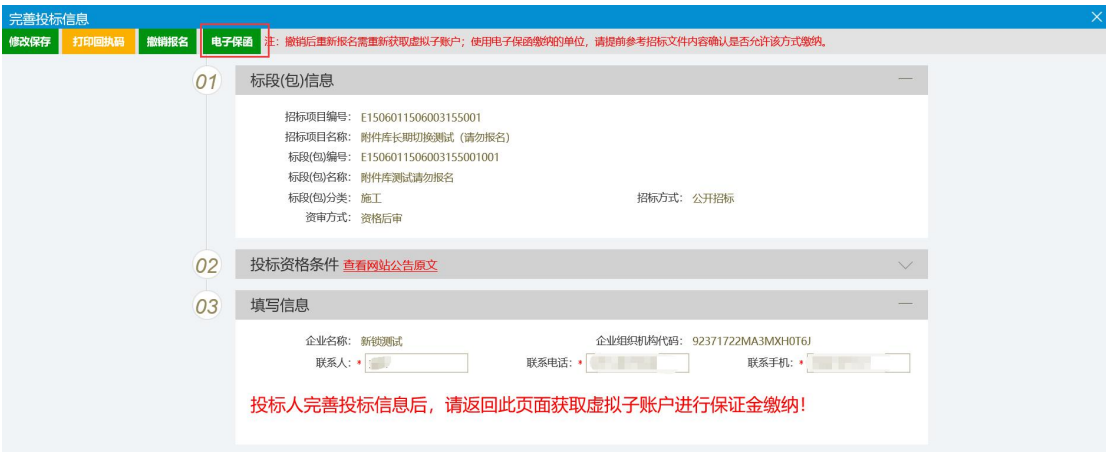 完善投标信息
修改保存 打印回执码 撤销报名 电子保函 注：撤销后重新报名需重新获取虚拟子账户；使用电子保函缴纳的单位，请提前参考招标文件内容确认是否允许该方式缴纳。
01 标段(包)信息
招标项目编号： E1506011506003155001
招标项目名称： 附件库长期切换测试（请勿报名）
标段(包)编号： E1506011506003155001001
标段(包)名称： 附件库测试请勿报名
标段(包)分类： 施工 招标方式： 公开招标
资审方式： 资格后审
02 投标资格条件 查看网站公告原文
03 填写信息
企业名称： 新锁测试 企业组织机构代码： 92371722MA3MXH0T6J
联系人：* 联系电话：* 联系手机：*
投标人完善投标信息后，请返回此页面获取虚拟子账户进行保证金缴纳！